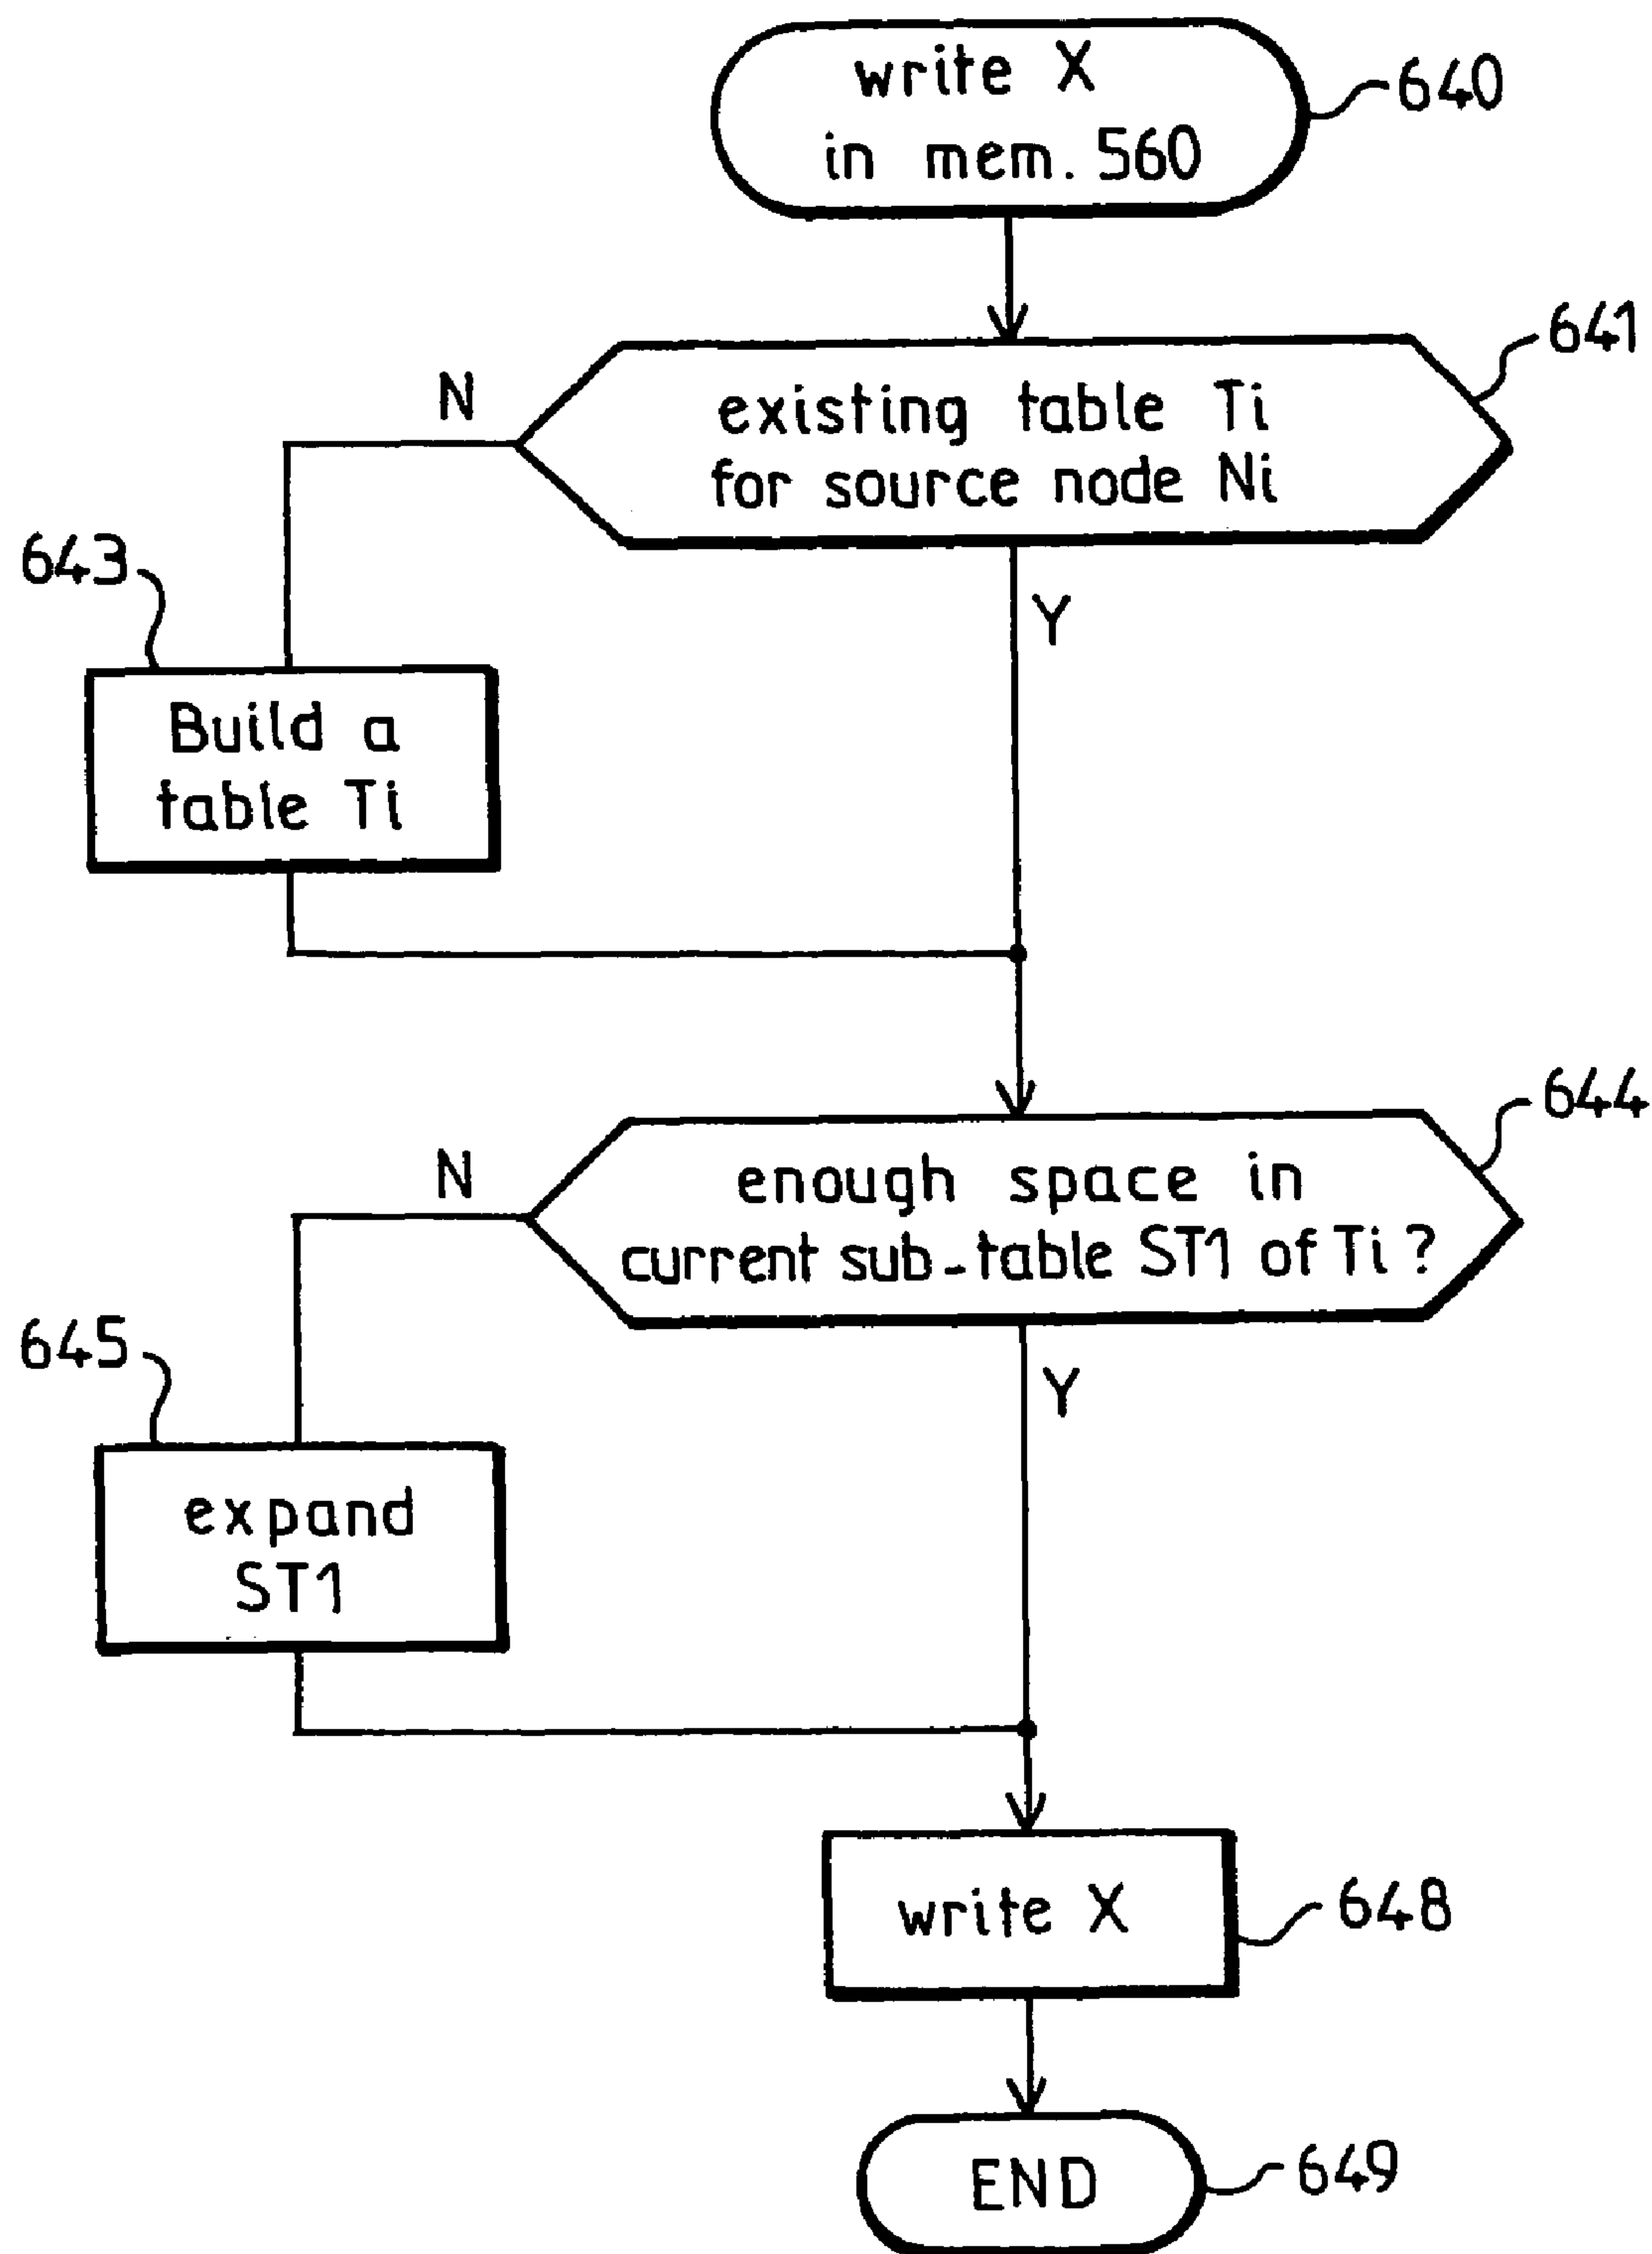 write X
in mem. 560
640
641
N
existing table Ti
for source node Ni
643
Y
Build a
table Ti
644
N
enough space in
current sub-table ST1 of Ti ?
645
Y
expand
ST1
write X
648
END
649